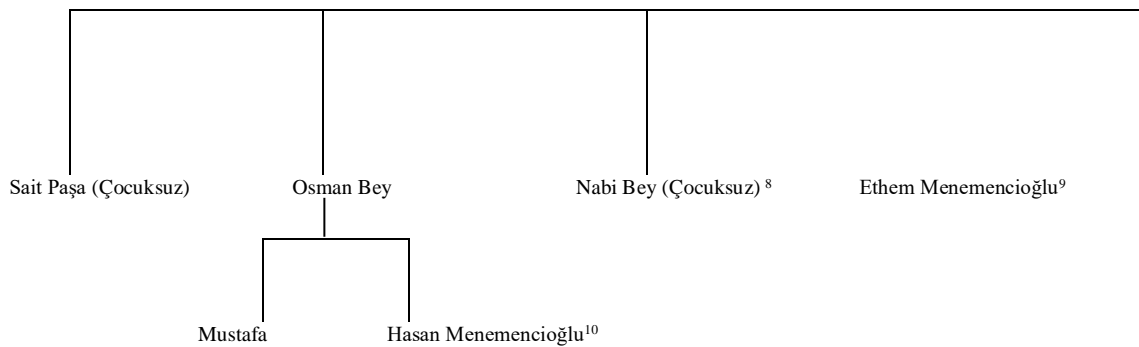 Sait Paşa (Çocuksuz) Osman Bey Nabi Bey (Çocuksuz) ⁸ Ethem Menemencioğlu⁹
Mustafa Hasan Menemencioğlu¹⁰